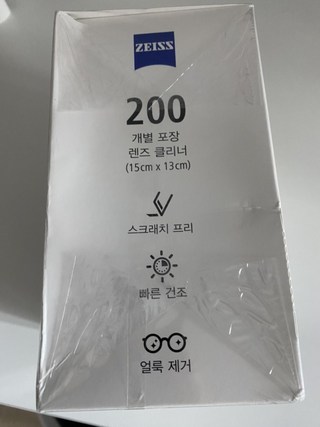 ZEISS
200
개별 포장
렌즈 클리너
(15cm x 13cm)
스크래치 프리
빠른 건조
얼룩 제거